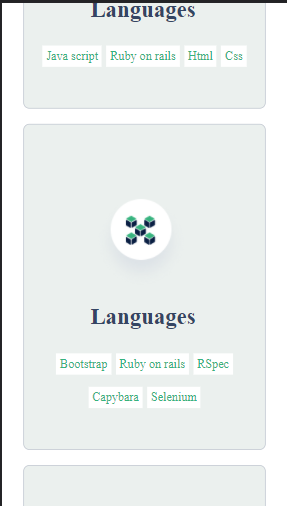 Languages
Java script Ruby on rails Html Css
Languages
Bootstrap Ruby on rails RSpec
Capybara Selenium